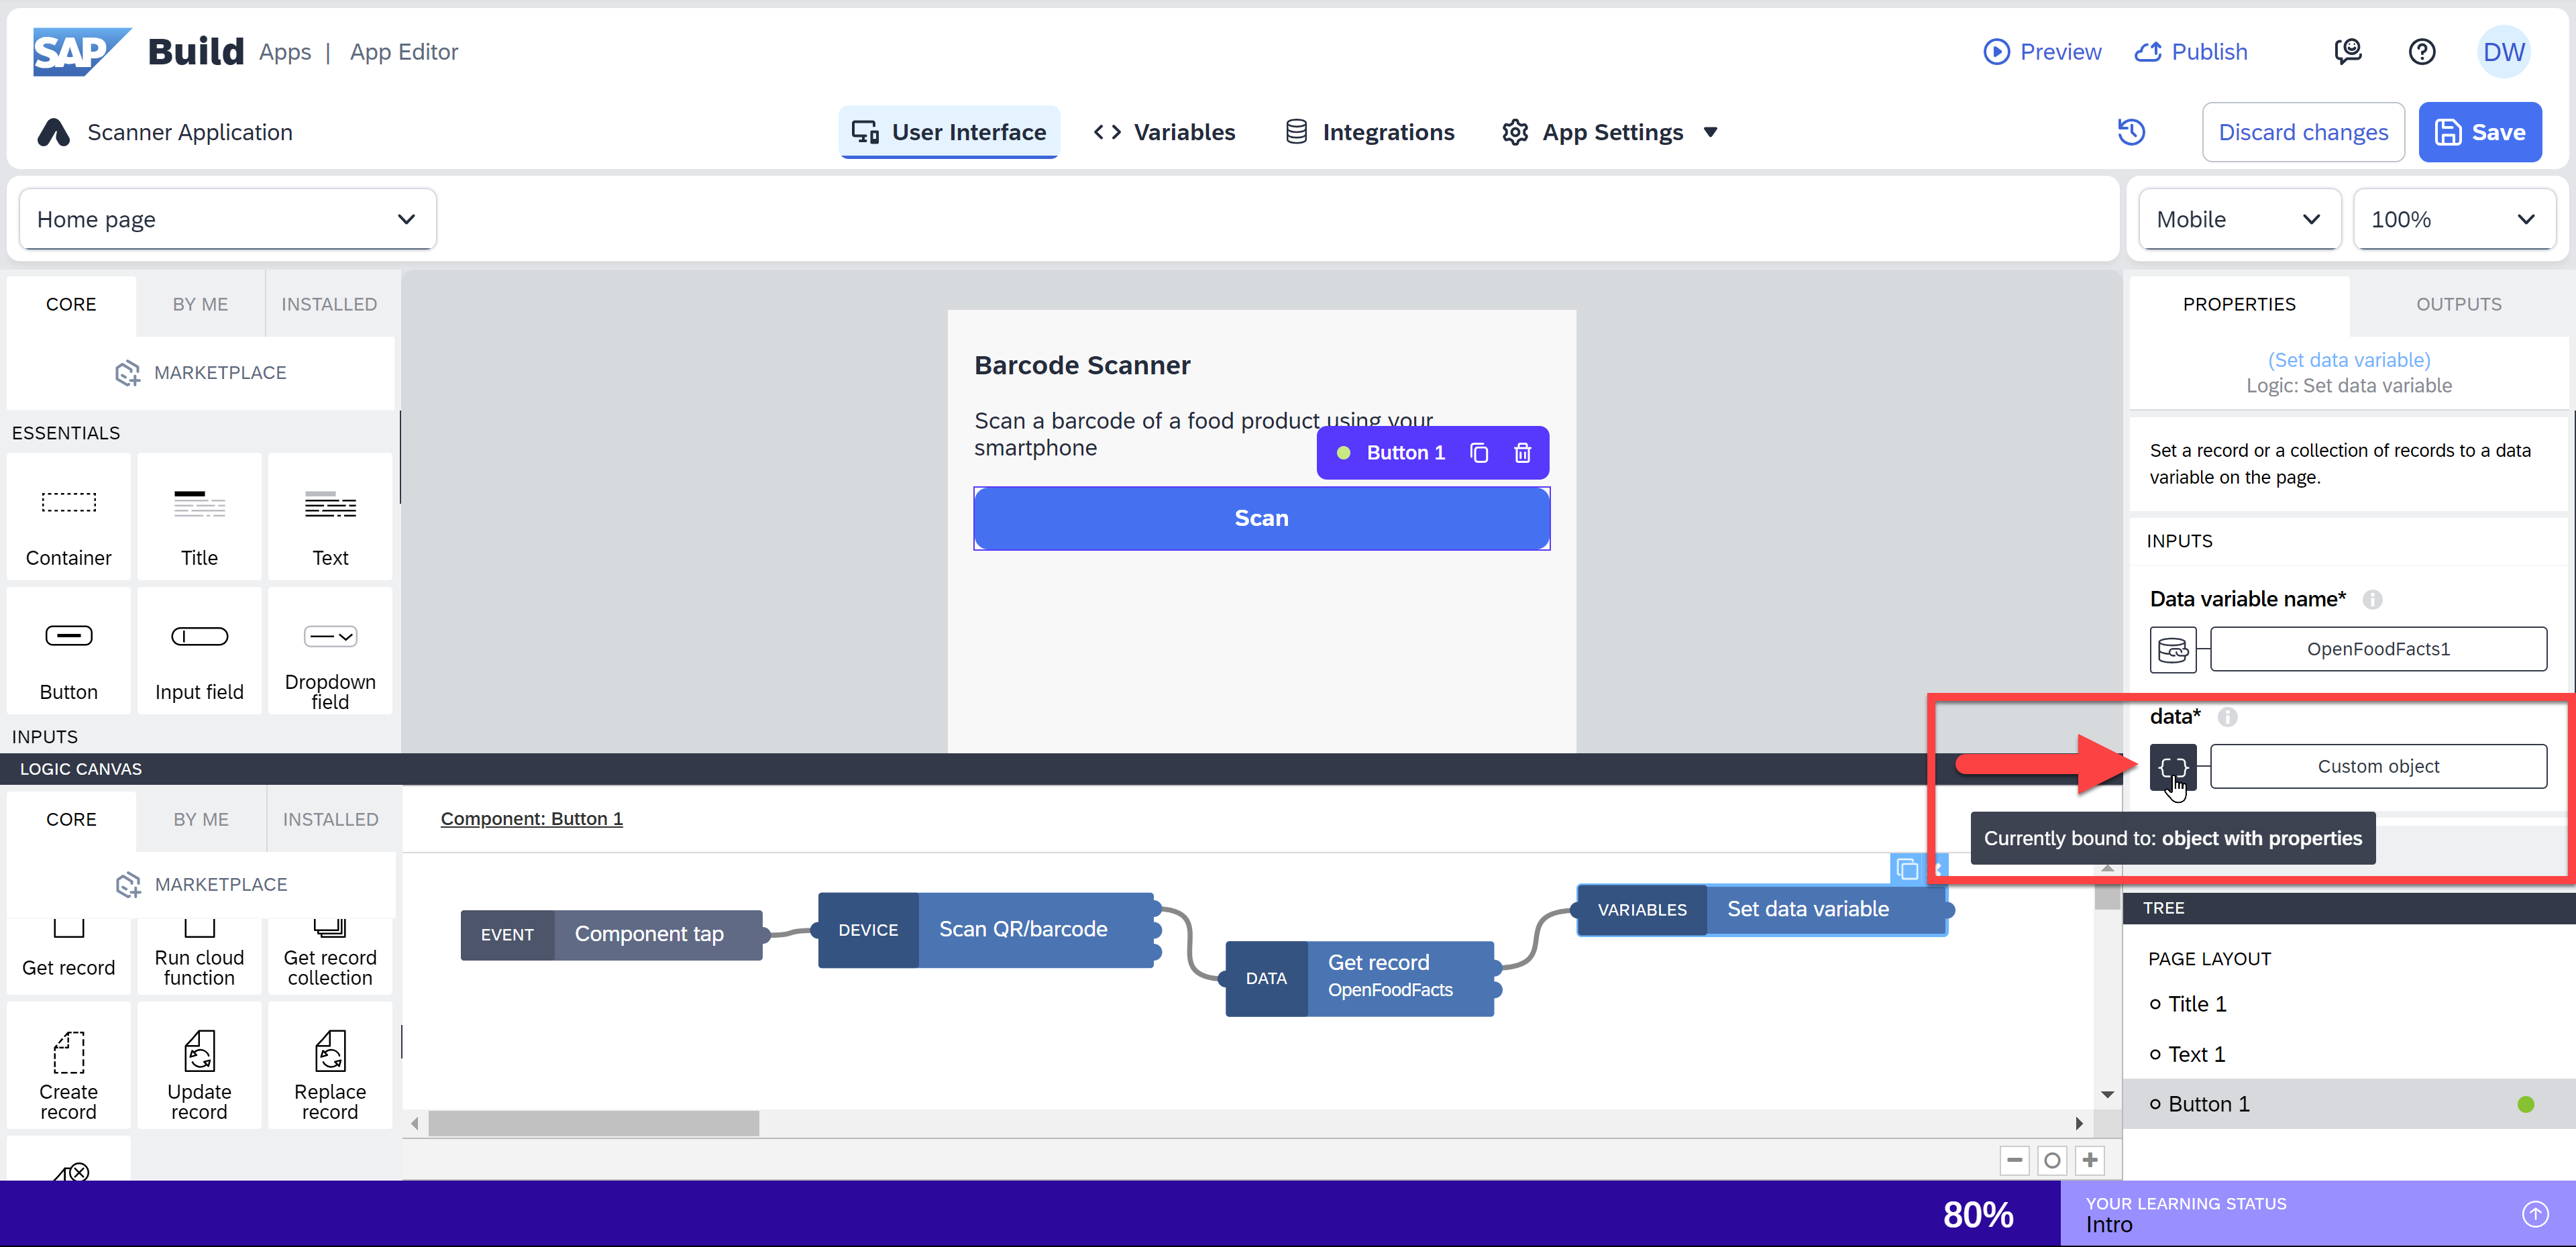 SAP Build Apps | App Editor
Preview
Publish
DW
Scanner Application
User Interface
Variables
Integrations
App Settings
Discard changes
Save
Home page
Mobile
100%
CORE
BY ME
INSTALLED
MARKETPLACE
ESSENTIALS
Container
Title
Text
Button
Input field
Dropdown
field
INPUTS
Barcode Scanner
Scan a barcode of a food product using your
smartphone
Button 1
Scan
PROPERTIES
OUTPUTS
(Set data variable)
Logic: Set data variable
Set a record or a collection of records to a data
variable on the page.
INPUTS
Data variable name*
OpenFoodFacts1
data*
Custom object
Currently bound to: object with properties
LOGIC CANVAS
CORE
BY ME
INSTALLED
MARKETPLACE
Get record
Run cloud
function
Get record
collection
Create
record
Update
record
Replace
record
Component: Button 1
EVENT
Component tap
DEVICE
Scan QR/barcode
DATA
Get record
OpenFoodFacts
VARIABLES
Set data variable
TREE
PAGE LAYOUT
Title 1
Text 1
Button 1
80%
YOUR LEARNING STATUS
Intro